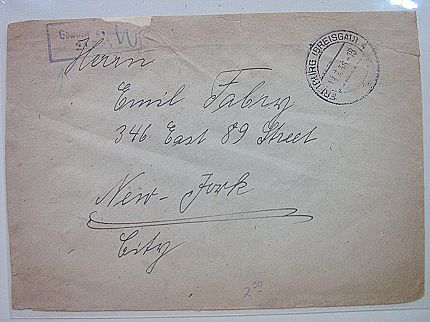 Herrn
Emil Fabry
346 East 89 Street
New-York
City
FREIBURG (BREISGAU)
2 50